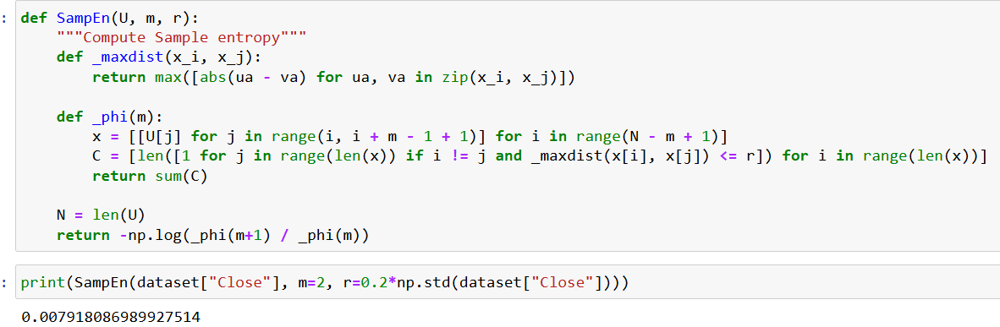 : def SampEn(U, m, r):
    """Compute Sample entropy"""
    def _maxdist(x_i, x_j):
        return max([abs(ua - va) for ua, va in zip(x_i, x_j)])

    def _phi(m):
        x = [[U[j] for j in range(i, i + m - 1 + 1)] for i in range(N - m + 1)]
        C = [len([1 for j in range(len(x)) if i != j and _maxdist(x[i], x[j]) <= r]) for i in range(len(x))]
        return sum(C)

    N = len(U)
    return -np.log(_phi(m+1) / _phi(m))
: print(SampEn(dataset["Close"], m=2, r=0.2*np.std(dataset["Close"])))
0.007918086989927514